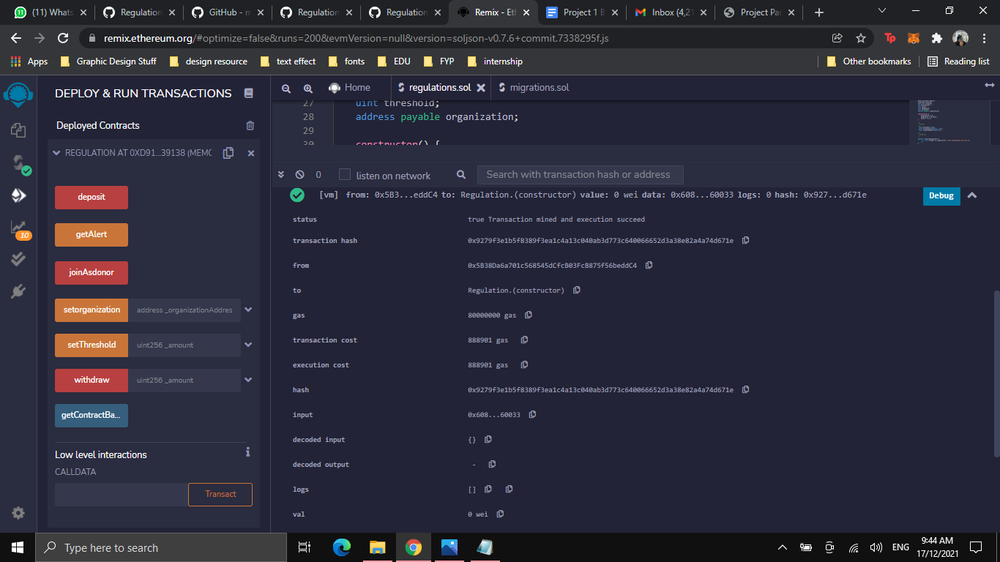 (11) Whats
Regulation
GitHub - m
Regulation
Regulation
Remix - Eth
Project 1 B
Inbox (4,21
Project Par
remix.ethereum.org/#optimize=false&runs=200&evmVersion=null&version=soljson-v0.7.6+commit.7338295f.js
Apps
Graphic Design Stuff
design resource
text effect
fonts
EDU
FYP
internship
Other bookmarks
Reading list
DEPLOY & RUN TRANSACTIONS
Home
regulations.sol
migrations.sol
27 uint threshold;
28 address payable organization;
29
30 constructor() {
Deployed Contracts
REGULATION AT 0XD91...39138 (MEMO
0
listen on network
Search with transaction hash or address
deposit
getAlert
joinAsdonor
setorganization address _organizationAddres
setThreshold uint256 _amount
withdraw uint256 _amount
getContractBa...
Low level interactions
CALLDATA
Transact
10
[vm] from: 0x5B3...eddC4 to: Regulation.(constructor) value: 0 wei data: 0x608...60033 logs: 0 hash: 0x927...d671e
Debug
status true Transaction mined and execution succeed
transaction hash 0x9279f3e1b5f8389f3ea1c4a13c040ab3d773c640066652d3a38e82a4a74d671e
from 0x5B38Da6a701c568545dCfcB03FcB875f56beddC4
to Regulation.(constructor)
gas 80000000 gas
transaction cost 888901 gas
execution cost 888901 gas
hash 0x9279f3e1b5f8389f3ea1c4a13c040ab3d773c640066652d3a38e82a4a74d671e
input 0x608...60033
decoded input {}
decoded output -
logs []
val 0 wei
Type here to search
ENG
9:44 AM
17/12/2021